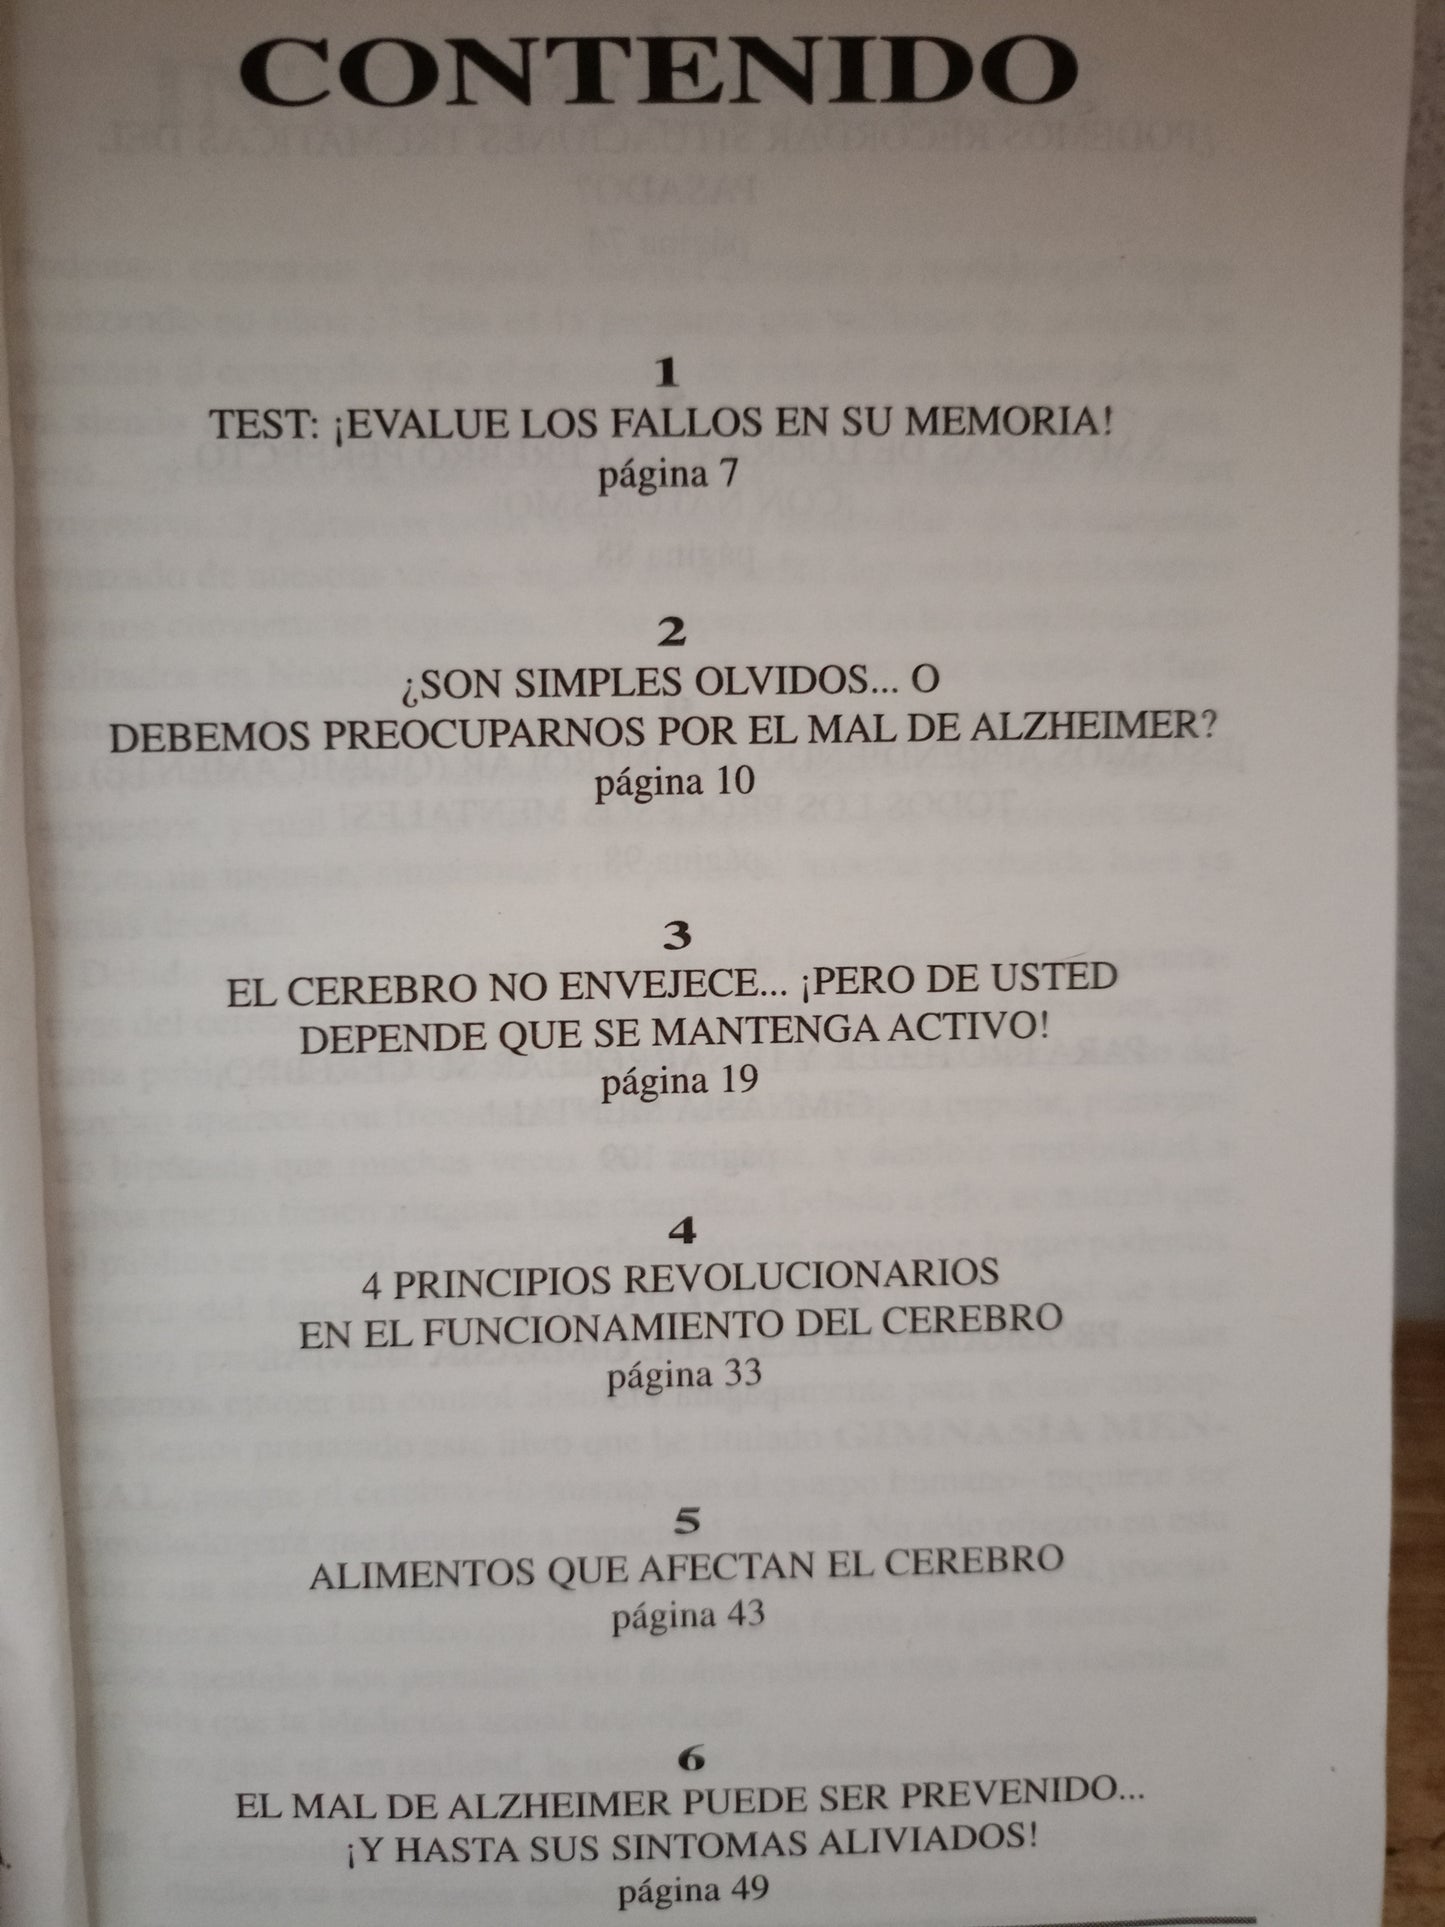 CONTENIDO
1
TEST: ¡EVALUE LOS FALLOS EN SU MEMORIA!
página 7
2
¿SON SIMPLES OLVIDOS... O
DEBEMOS PREOCUPARNOS POR EL MAL DE ALZHEIMER?
página 10
3
EL CEREBRO NO ENVEJECE... ¡PERO DE USTED
DEPENDE QUE SE MANTENGA ACTIVO!
página 19
4
4 PRINCIPIOS REVOLUCIONARIOS
EN EL FUNCIONAMIENTO DEL CEREBRO
página 33
5
ALIMENTOS QUE AFECTAN EL CEREBRO
página 43
6
EL MAL DE ALZHEIMER PUEDE SER PREVENIDO...
¡Y HASTA SUS SINTOMAS ALIVIADOS!
página 49